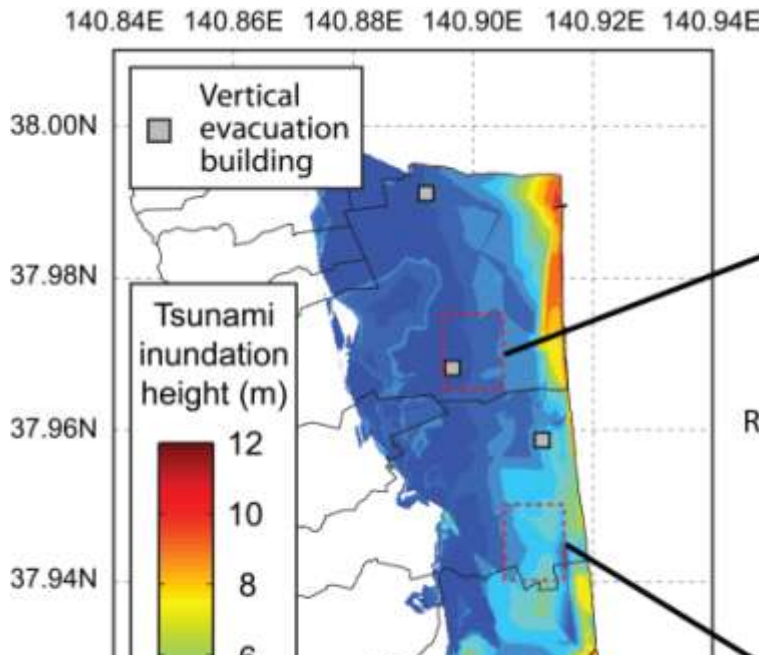 140.84E 140.86E 140.88E 140.90E 140.92E 140.94E
38.00N
Vertical
evacuation
building
37.98N
Tsunami
inundation
height (m)
37.96N
12
R
10
37.94N
8
6